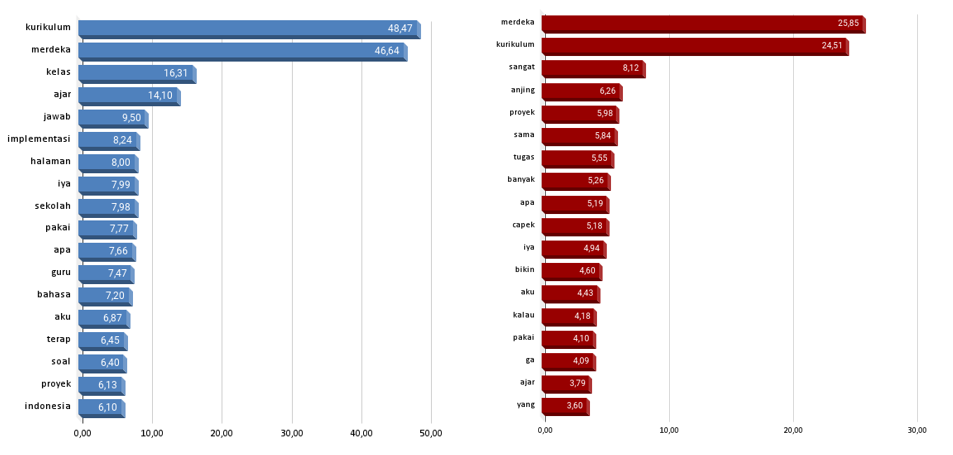 kurikulum 48,47
merdeka 46,64
kelas 16,31
ajar 14,10
jawab 9,50
implementasi 8,24
halaman 8,00
iya 7,99
sekolah 7,98
pakai 7,77
apa 7,66
guru 7,47
bahasa 7,20
aku 6,87
terap 6,45
soal 6,40
proyek 6,13
indonesia 6,10
0,00 10,00 20,00 30,00 40,00 50,00
merdeka 25,85
kurikulum 24,51
sangat 8,12
anjing 6,26
proyek 5,98
sama 5,84
tugas 5,55
banyak 5,26
apa 5,19
capek 5,18
iya 4,94
bikin 4,60
aku 4,43
kalau 4,18
pakai 4,10
ga 4,09
ajar 3,79
yang 3,60
0,00 10,00 20,00 30,00